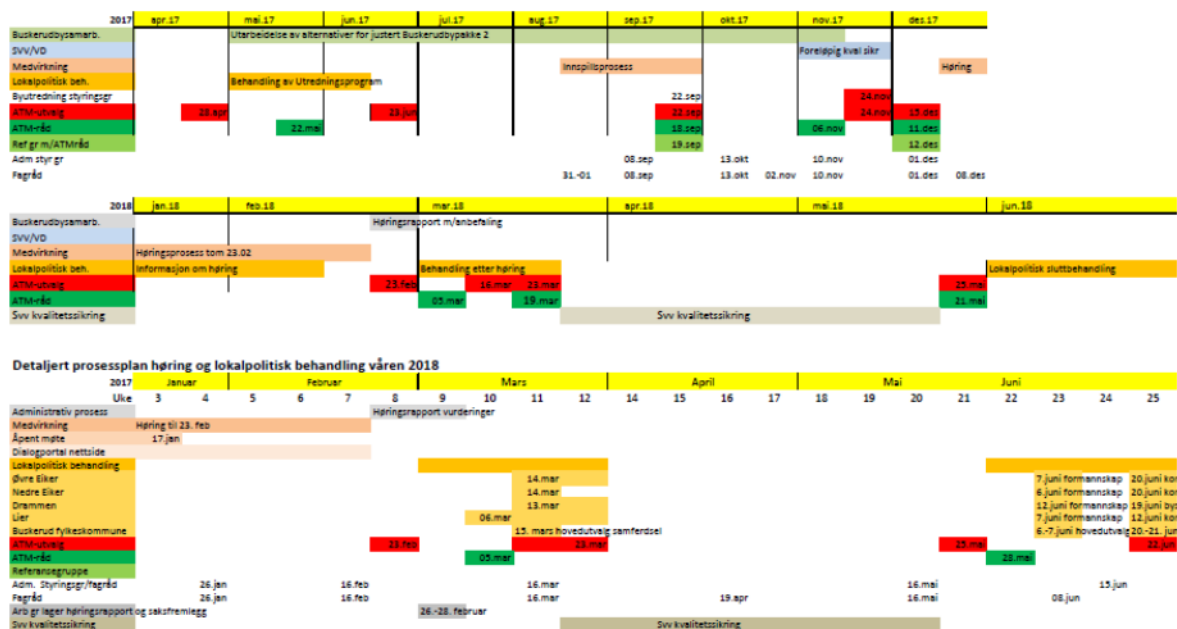 2017 apr.17 mai.17 jun.17 jul.17 aug.17 sep.17 okt.17 nov.17 des.17
Buskerudbysamarb. Utarbeidelse av alternativer for justert Buskerudbypakke 2
SVV/VD Foreløpig kval sikr
Medvirkning Innspillsprosess Høring
Lokalpolitisk beh. Behandling av Utredningsprogram
Byutredning styringsgr 22.sep 24.nov
ATM-utvalg 28.apr 23.jun 22.sep 24.nov 15.des
ATM-råd 22.mai 18.sep 06.nov 11.des
Ref gr m/ATMråd 19.sep 12.des
Adm styr gr 08.sep 13.okt 10.nov 01.des
Fagråd 31.-01 08.sep 13.okt 02.nov 10.nov 01.des 08.des
2018 jan.18 feb.18 mar.18 apr.18 mai.18 jun.18
Buskerudbysamarb. Høringsrapport m/anbefaling
SVV/VD
Medvirkning Høringsprosess tom 23.02
Lokalpolitisk beh. Informasjon om høring Behandling etter høring Lokalpolitisk sluttbehandling
ATM-utvalg 23.feb 16.mar 23.mar 25.mai
ATM-råd 05.mar 19.mar 21.mai
Svv kvalitetssikring Svv kvalitetssikring
Detaljert prosessplan høring og lokalpolitisk behandling våren 2018
2017 Januar Februar Mars April Mai Juni
Uke 3 4 5 6 7 8 9 10 11 12 14 15 16 17 18 19 20 21 22 23 24 25
Administrativ prosess Høringsrapport vurderinger
Medvirkning Høring til 23. feb
Åpent møte 17.jan
Dialogportal nettside
Lokalpolitisk behandling
Øvre Eiker 14.mar 7.juni formannskap 20.juni kor
Nedre Eiker 14.mar 6.juni formannskap 20.juni kor
Drammen 13.mar 12.juni formannskap 19.juni bys
Lier 06.mar 7.juni formannskap 12.juni kor
Buskerud fylkeskommune 15. mars hovedutvalg samferdsel 6.-7.juni hovedutvalg 20.-21. jun
ATM-utvalg 23.feb 23.mar 25.mai 22.jun
ATM-råd 05.mar 28.mai
Referansegruppe
Adm. Styringsgr/fagråd 26.jan 16.feb 16.mar 16.mai 15.jun
Fagråd 26.jan 16.feb 16.mar 19.apr 16.mai 08.jun
Arb gr lager høringsrapport og saksfremlegg 26.-28. februar
Svv kvalitetssikring Svv kvalitetssikring